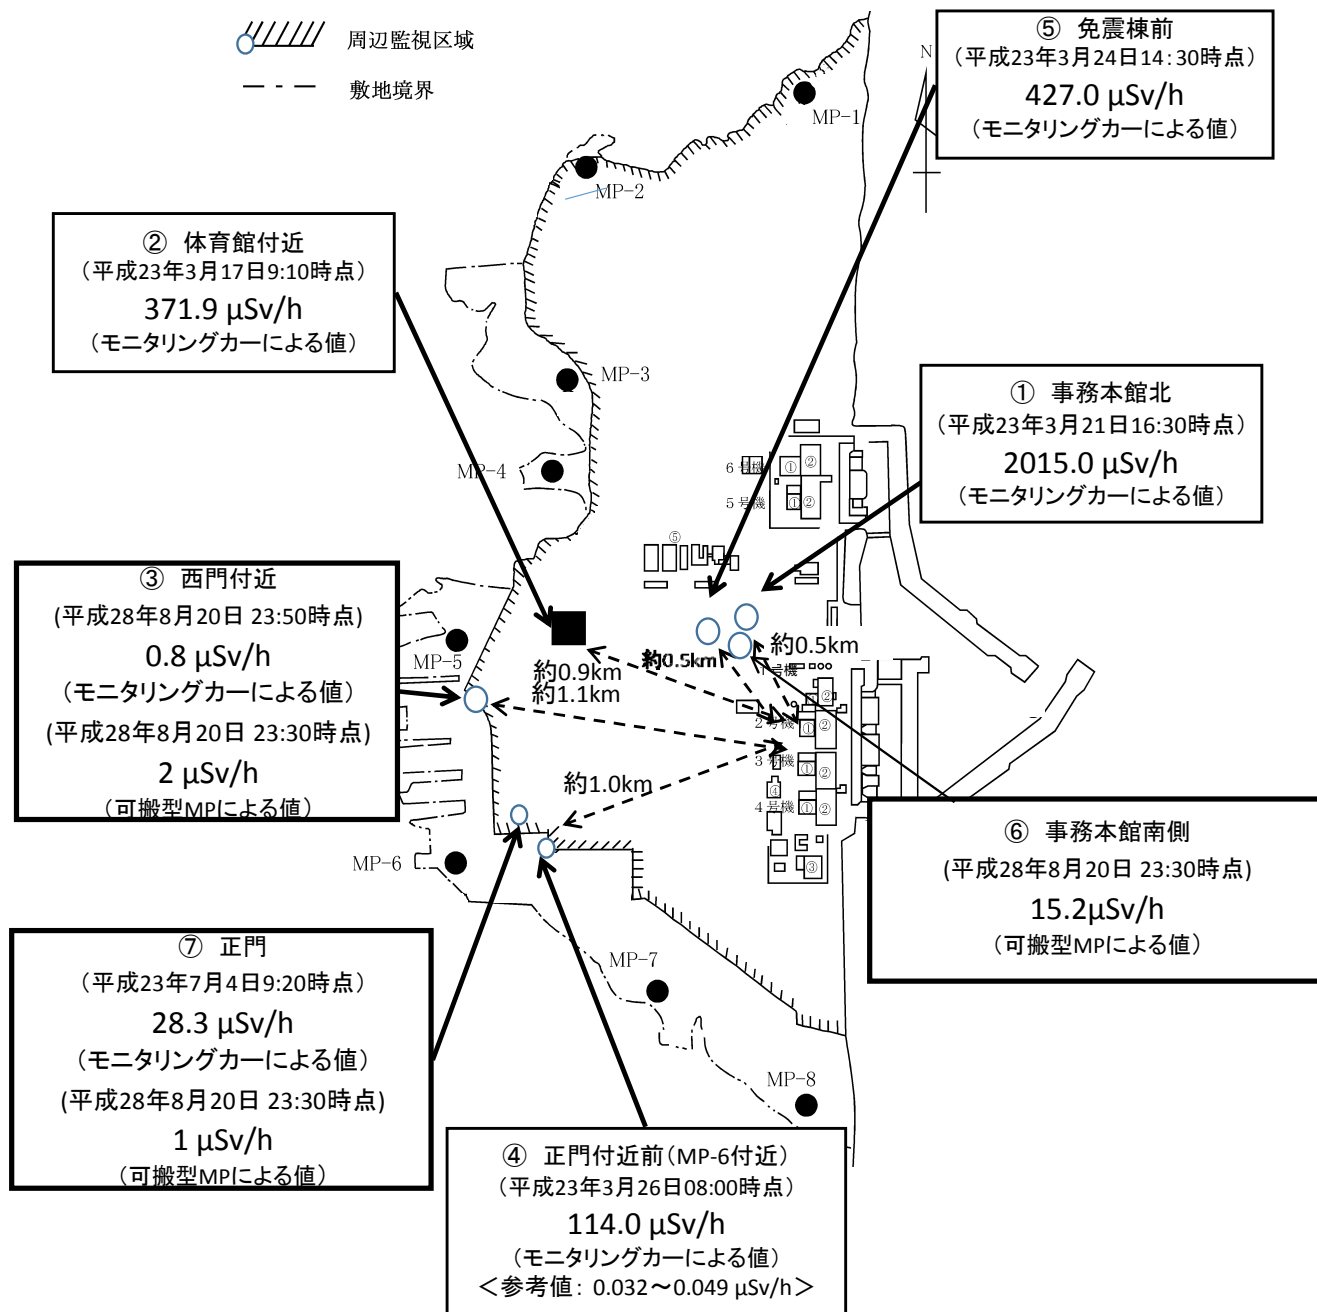 周辺監視区域
敷地境界
⑤ 免震棟前
（平成23年3月24日14：30時点）
427.0 μSv/h
（モニタリングカーによる値）
N
MP-1
MP-2
② 体育館付近
（平成23年3月17日9:10時点）
371.9 μSv/h
（モニタリングカーによる値）
MP-3
① 事務本館北
（平成23年3月21日16:30時点）
2015.0 μSv/h
（モニタリングカーによる値）
MP-4
6号機
① ②
5号機
① ②
⑤
③ 西門付近
(平成28年8月20日 23:50時点)
0.8 μSv/h
（モニタリングカーによる値）
(平成28年8月20日 23:30時点)
2 μSv/h
（可搬型MPによる値）
MP-5
約0.9km
約1.1km
約0.5km
約0.5km
1号機
②
2号機
① ②
3号機
① ②
④
4号機
① ②
③
約1.0km
MP-6
⑥ 事務本館南側
(平成28年8月20日 23:30時点)
15.2μSv/h
（可搬型MPによる値）
⑦ 正門
（平成23年7月4日9:20時点）
28.3 μSv/h
（モニタリングカーによる値）
(平成28年8月20日 23:30時点)
1 μSv/h
（可搬型MPによる値）
MP-7
MP-8
④ 正門付近前（MP-6付近）
（平成23年3月26日08:00時点）
114.0 μSv/h
（モニタリングカーによる値）
＜参考値： 0.032～0.049 μSv/h＞